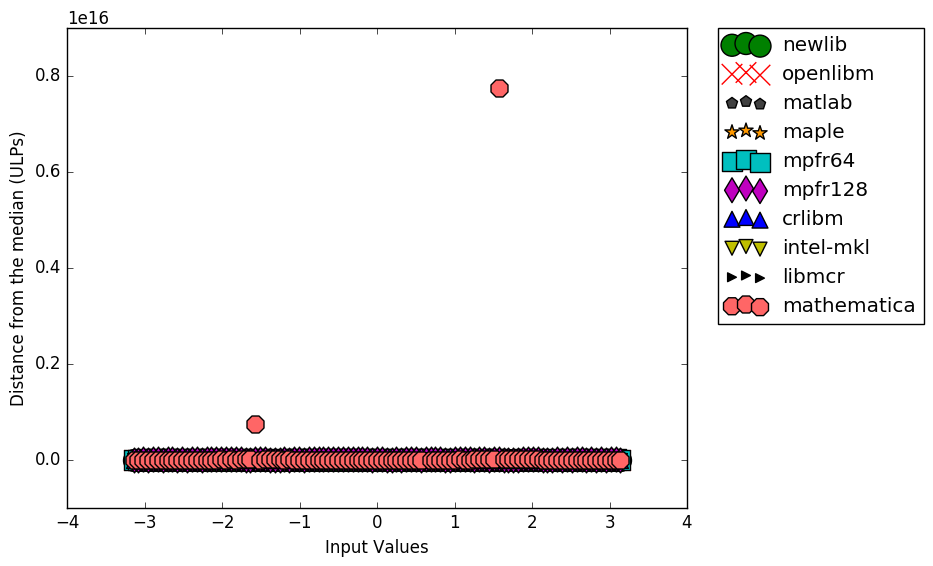 1e16
0.8
0.6
0.4
0.2
0.0
−4 −3 −2 −1 0 1 2 3 4
Input Values
Distance from the median (ULPs)
newlib
openlibm
matlab
maple
mpfr64
mpfr128
crlibm
intel-mkl
libmcr
mathematica